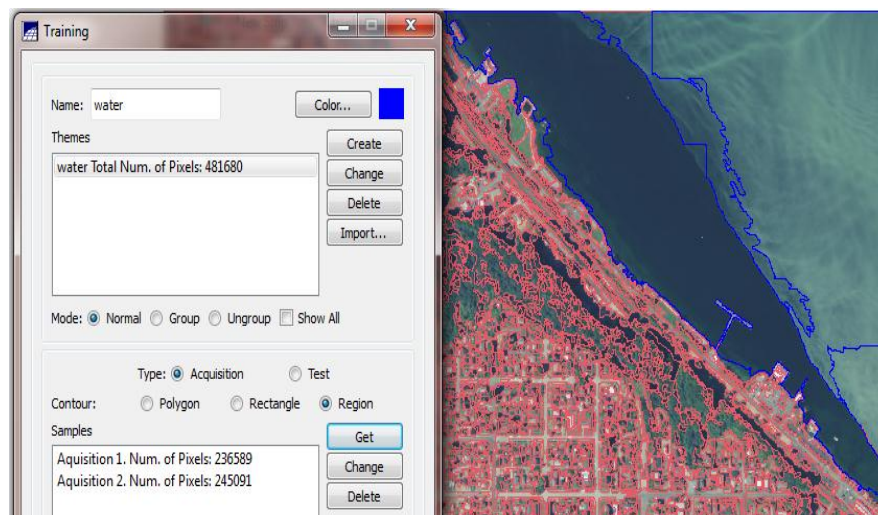 Training
Name: water Color...
Themes
Create
water Total Num. of Pixels: 481680
Change
Delete
Import...
Mode: Normal Group Ungroup Show All
Type: Acquisition Test
Contour: Polygon Rectangle Region
Samples
Get
Aquisition 1. Num. of Pixels: 236589
Aquisition 2. Num. of Pixels: 245091
Change
Delete